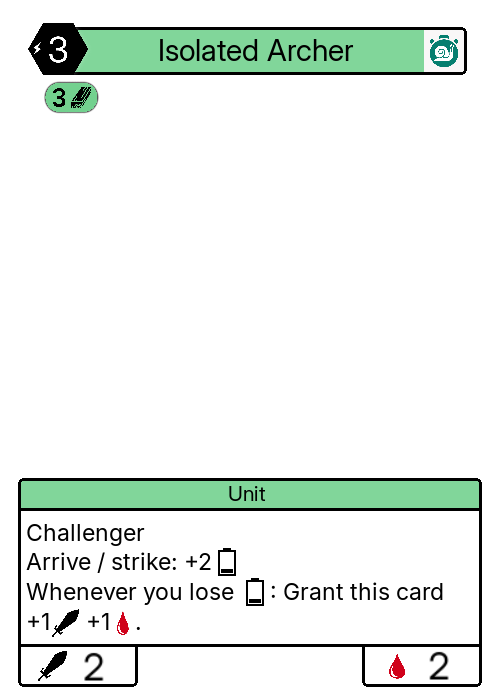 3
Isolated Archer
3
Unit
Challenger
Arrive / strike: +2
Whenever you lose : Grant this card
+1 +1 .
2
2